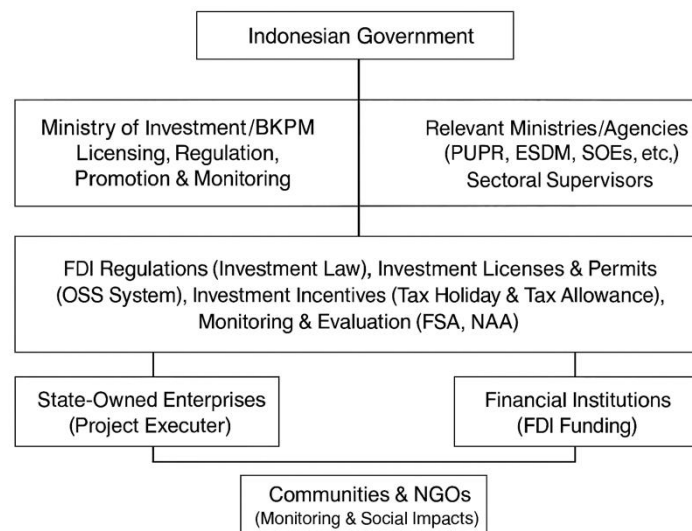 Indonesian Government
Ministry of Investment/BKPM
Licensing, Regulation,
Promotion & Monitoring
Relevant Ministries/Agencies
(PUPR, ESDM, SOEs, etc,)
Sectoral Supervisors
FDI Regulations (Investment Law), Investment Licenses & Permits
(OSS System), Investment Incentives (Tax Holiday & Tax Allowance),
Monitoring & Evaluation (FSA, NAA)
State-Owned Enterprises
(Project Executer)
Financial Institutions
(FDI Funding)
Communities & NGOs
(Monitoring & Social Impacts)